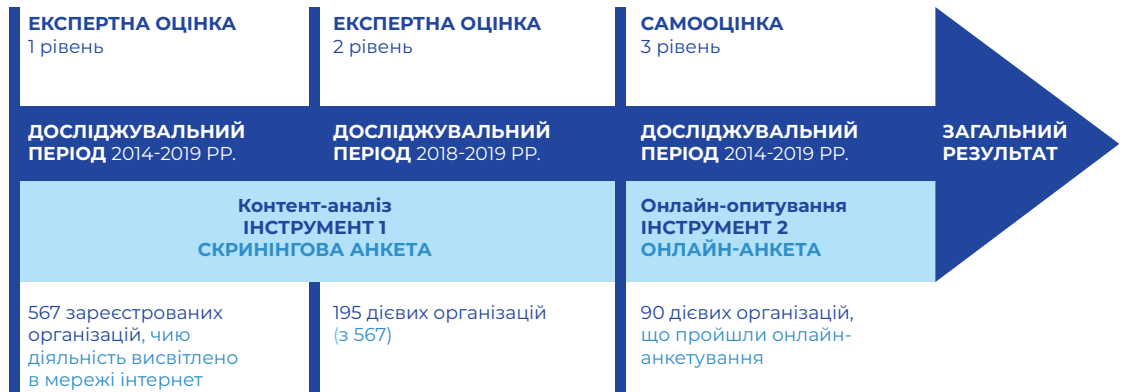 ЕКСПЕРТНА ОЦІНКА
1 рівень
ЕКСПЕРТНА ОЦІНКА
2 рівень
САМООЦІНКА
3 рівень
ДОСЛІДЖУВАЛЬНИЙ
ПЕРІОД 2014-2019 РР.
ДОСЛІДЖУВАЛЬНИЙ
ПЕРІОД 2018-2019 РР.
ДОСЛІДЖУВАЛЬНИЙ
ПЕРІОД 2014-2019 РР.
ЗАГАЛЬНИЙ
РЕЗУЛЬТАТ
Контент-аналіз
ІНСТРУМЕНТ 1
СКРИНІНГОВА АНКЕТА
Онлайн-опитування
ІНСТРУМЕНТ 2
ОНЛАЙН-АНКЕТА
567 зареєстрованих
організацій, чию
діяльність висвітлено
в мережі інтернет
195 дієвих організацій
(з 567)
90 дієвих організацій,
що пройшли онлайн-
анкетування